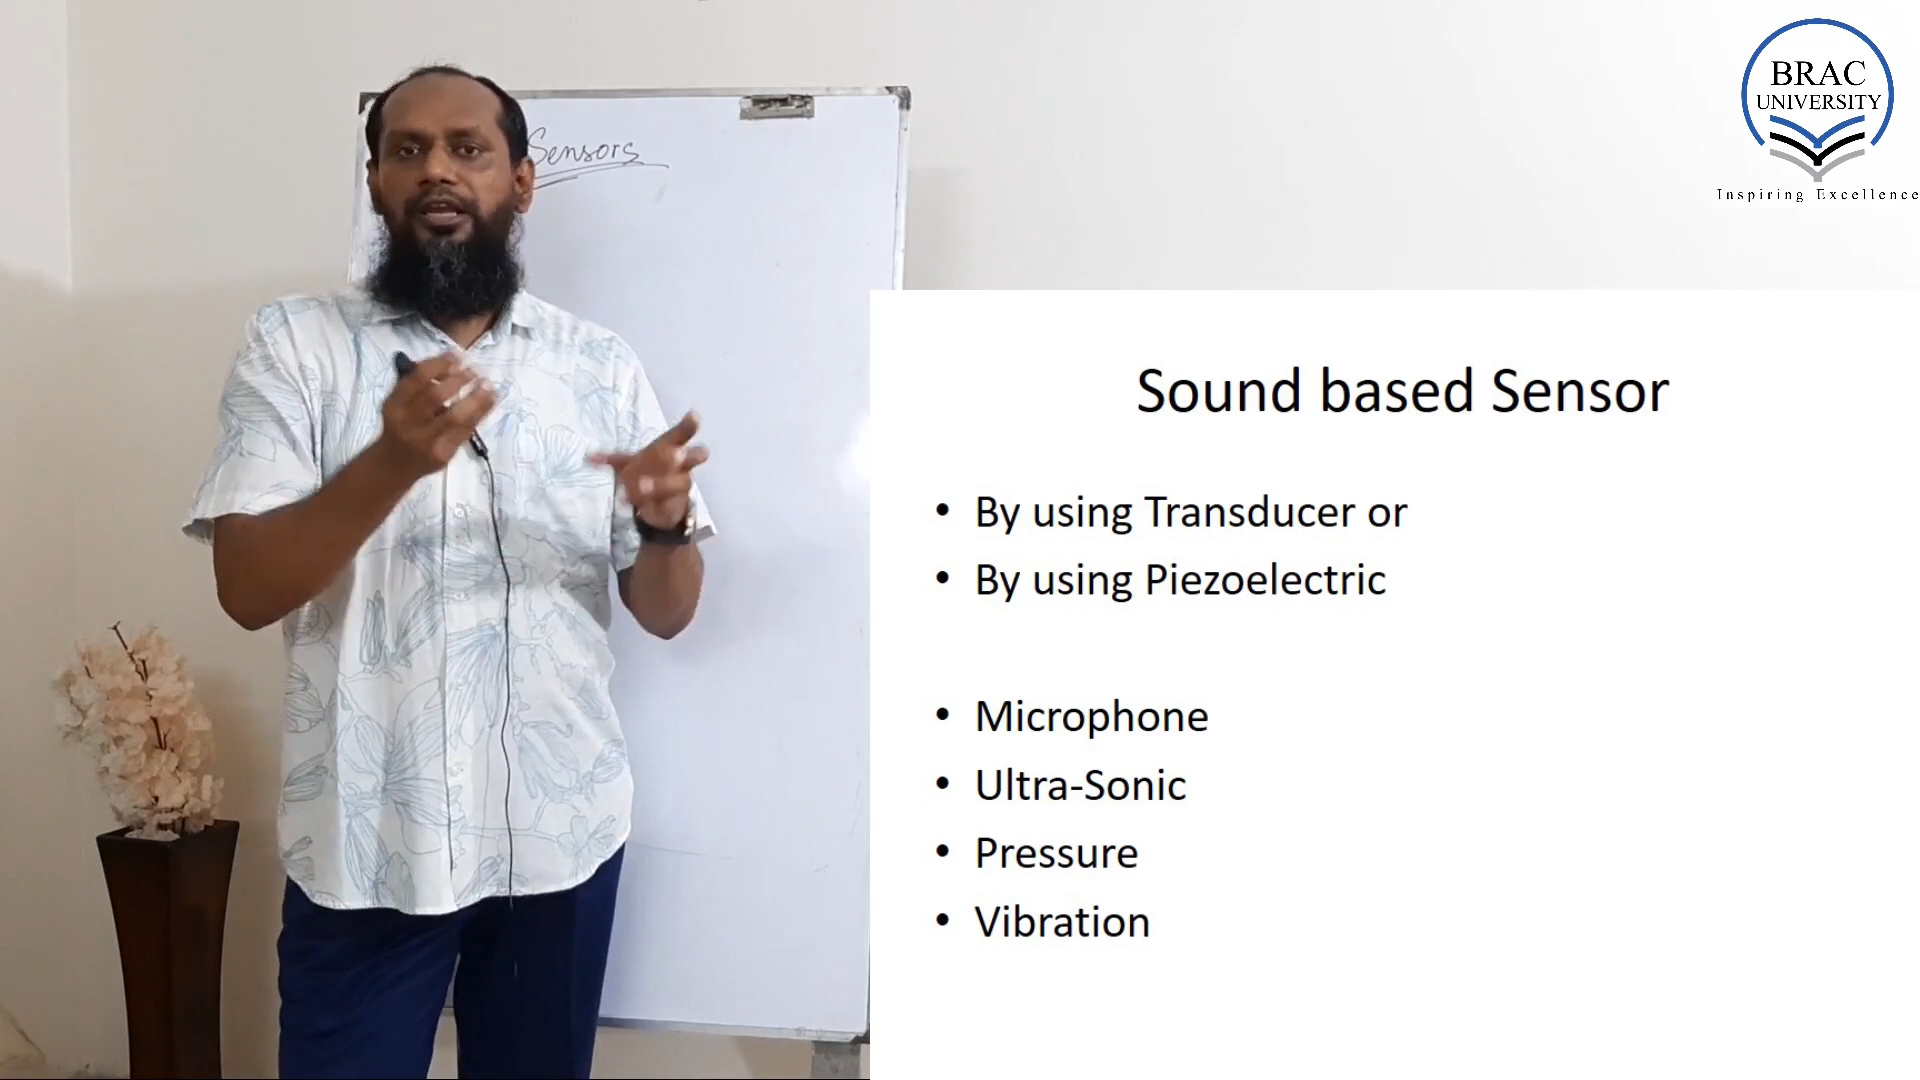 Sensors
BRAC
UNIVERSITY
Inspiring Excellence
Sound based Sensor
• By using Transducer or
• By using Piezoelectric
• Microphone
• Ultra-Sonic
• Pressure
• Vibration